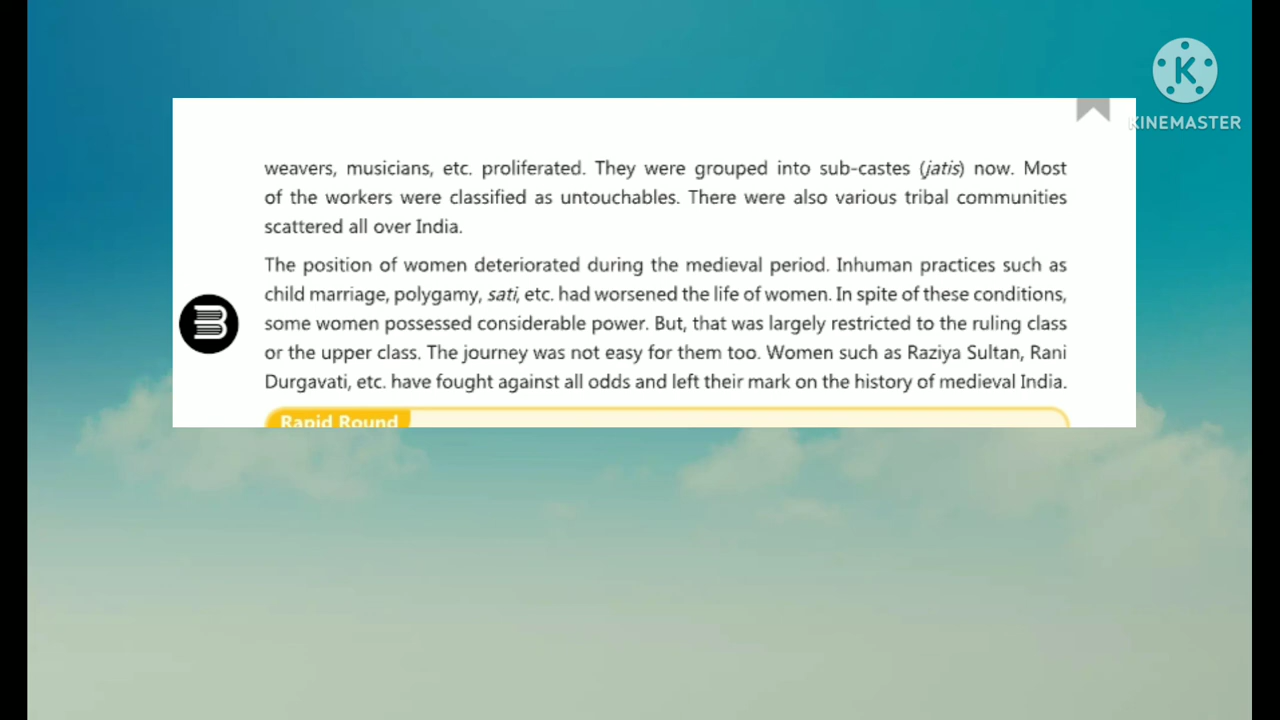 KINEMASTER
weavers, musicians, etc. proliferated. They were grouped into sub-castes (jatis) now. Most
of the workers were classified as untouchables. There were also various tribal communities
scattered all over India.
The position of women deteriorated during the medieval period. Inhuman practices such as
child marriage, polygamy, sati, etc. had worsened the life of women. In spite of these conditions,
some women possessed considerable power. But, that was largely restricted to the ruling class
or the upper class. The journey was not easy for them too. Women such as Raziya Sultan, Rani
Durgavati, etc. have fought against all odds and left their mark on the history of medieval India.
Rapid Round